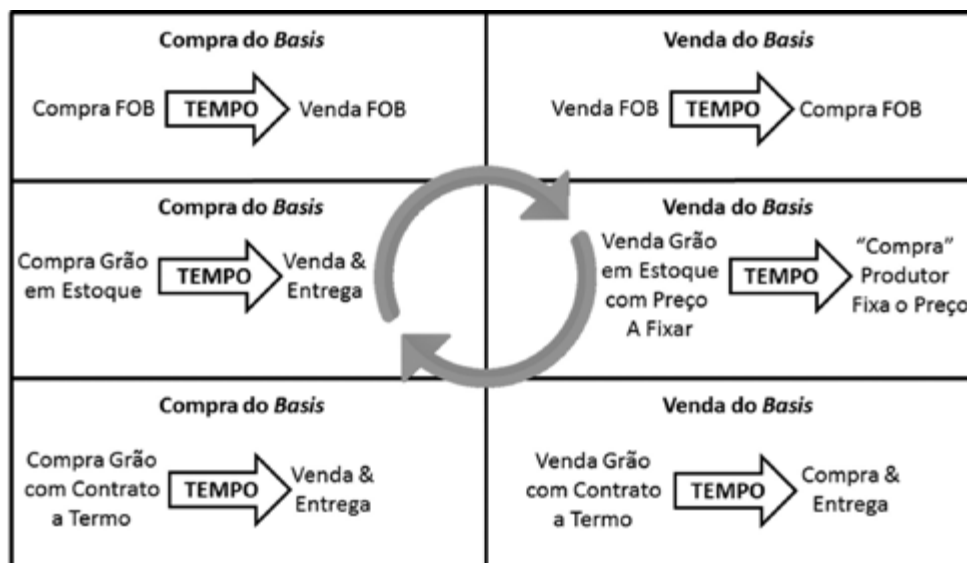 Compra do Basis
Compra FOB TEMPO Venda FOB
Venda do Basis
Venda FOB TEMPO Compra FOB
Compra do Basis
Compra Grão
em Estoque
TEMPO
Venda &
Entrega
Venda do Basis
Venda Grão
em Estoque
com Preço
A Fixar
TEMPO
“Compra”
Produtor
Fixa o Preço
Compra do Basis
Compra Grão
com Contrato
a Termo
TEMPO
Venda &
Entrega
Venda do Basis
Venda Grão
com Contrato
a Termo
TEMPO
Compra &
Entrega